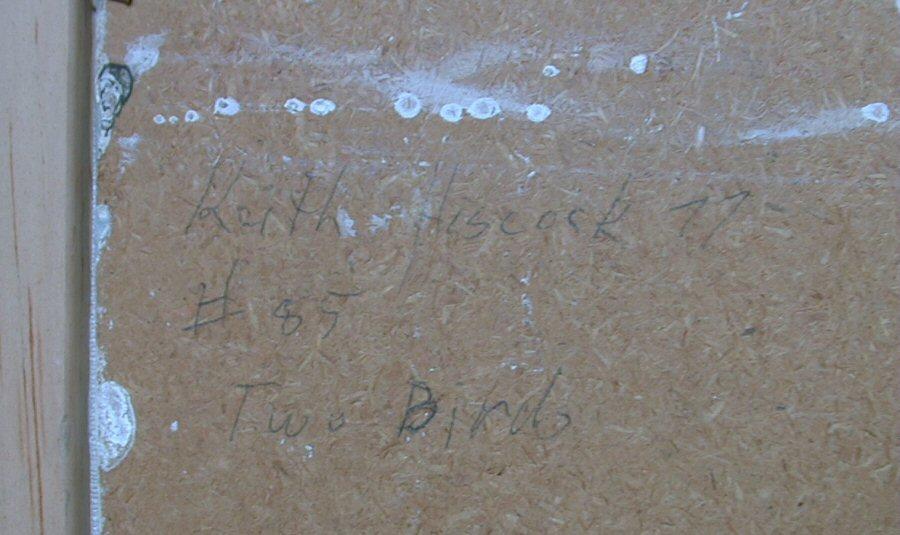 Keith Hiscock 77-
# 85
Two Birds